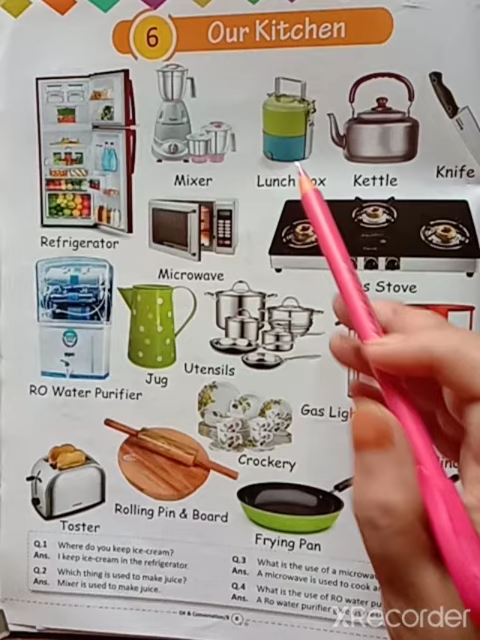 6 Our Kitchen
Mixer
Lunch Box
Kettle
Knife
Refrigerator
Microwave
Stove
RO Water Purifier
Jug
Utensils
Gas
Crockery
Toster
Rolling Pin & Board
Frying Pan
Q.1 Where do you keep ice-cream?
Ans. I keep ice-cream in the refrigerator.
Q.2 Which thing is used to make juice?
Ans. Mixer is used to make juice.
Q.3 What is the use of a
Ans. A microwave is used to cook
Q.4 What is the use of RO water
Ans. A Ro water purifier
XRecorder